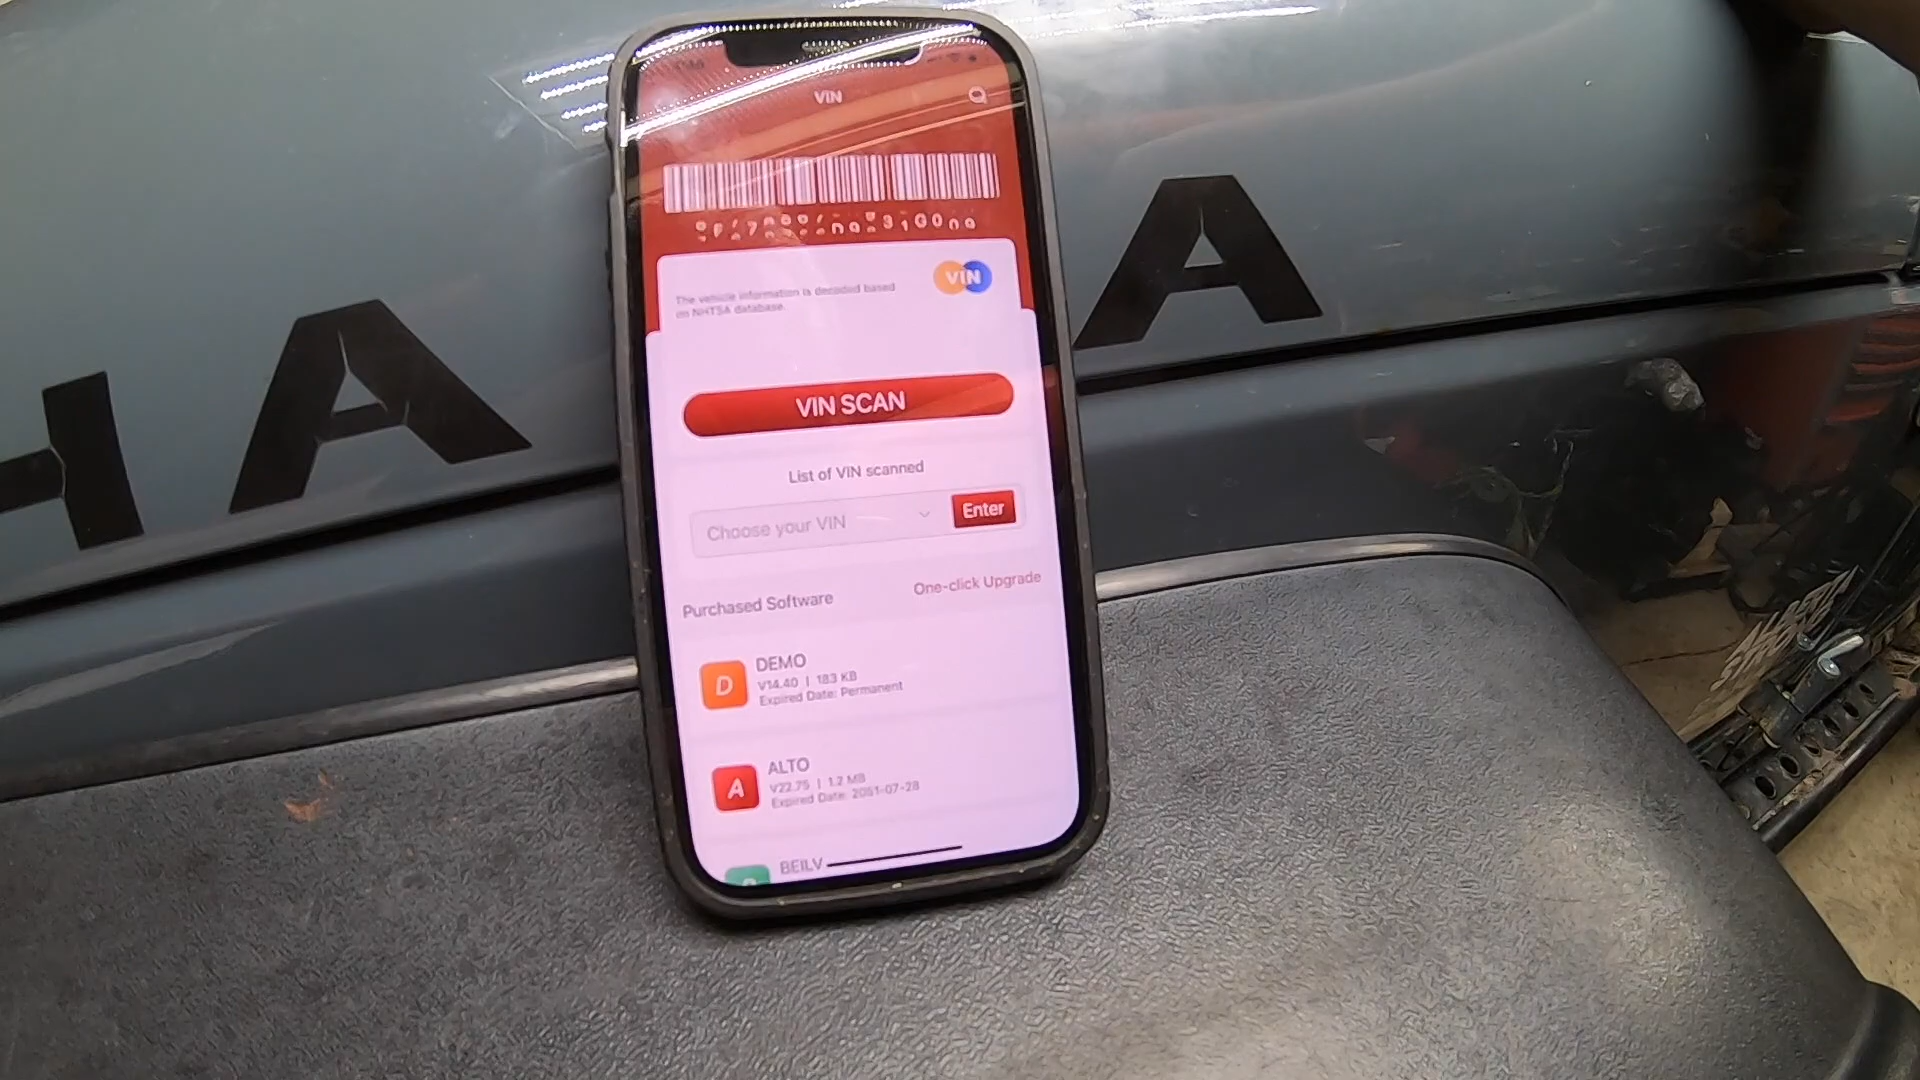 VIN
The vehicle information is decoded based
on NHTSA database.
VIN
VIN SCAN
List of VIN scanned
Choose your VIN
Enter
Purchased Software
One-click Upgrade
D
DEMO
V14.40 | 183 KB
Expired Date: Permanent
A
ALTO
V22.75 | 1.2 MB
Expired Date: 2051-07-28
BEILV
HA
HA